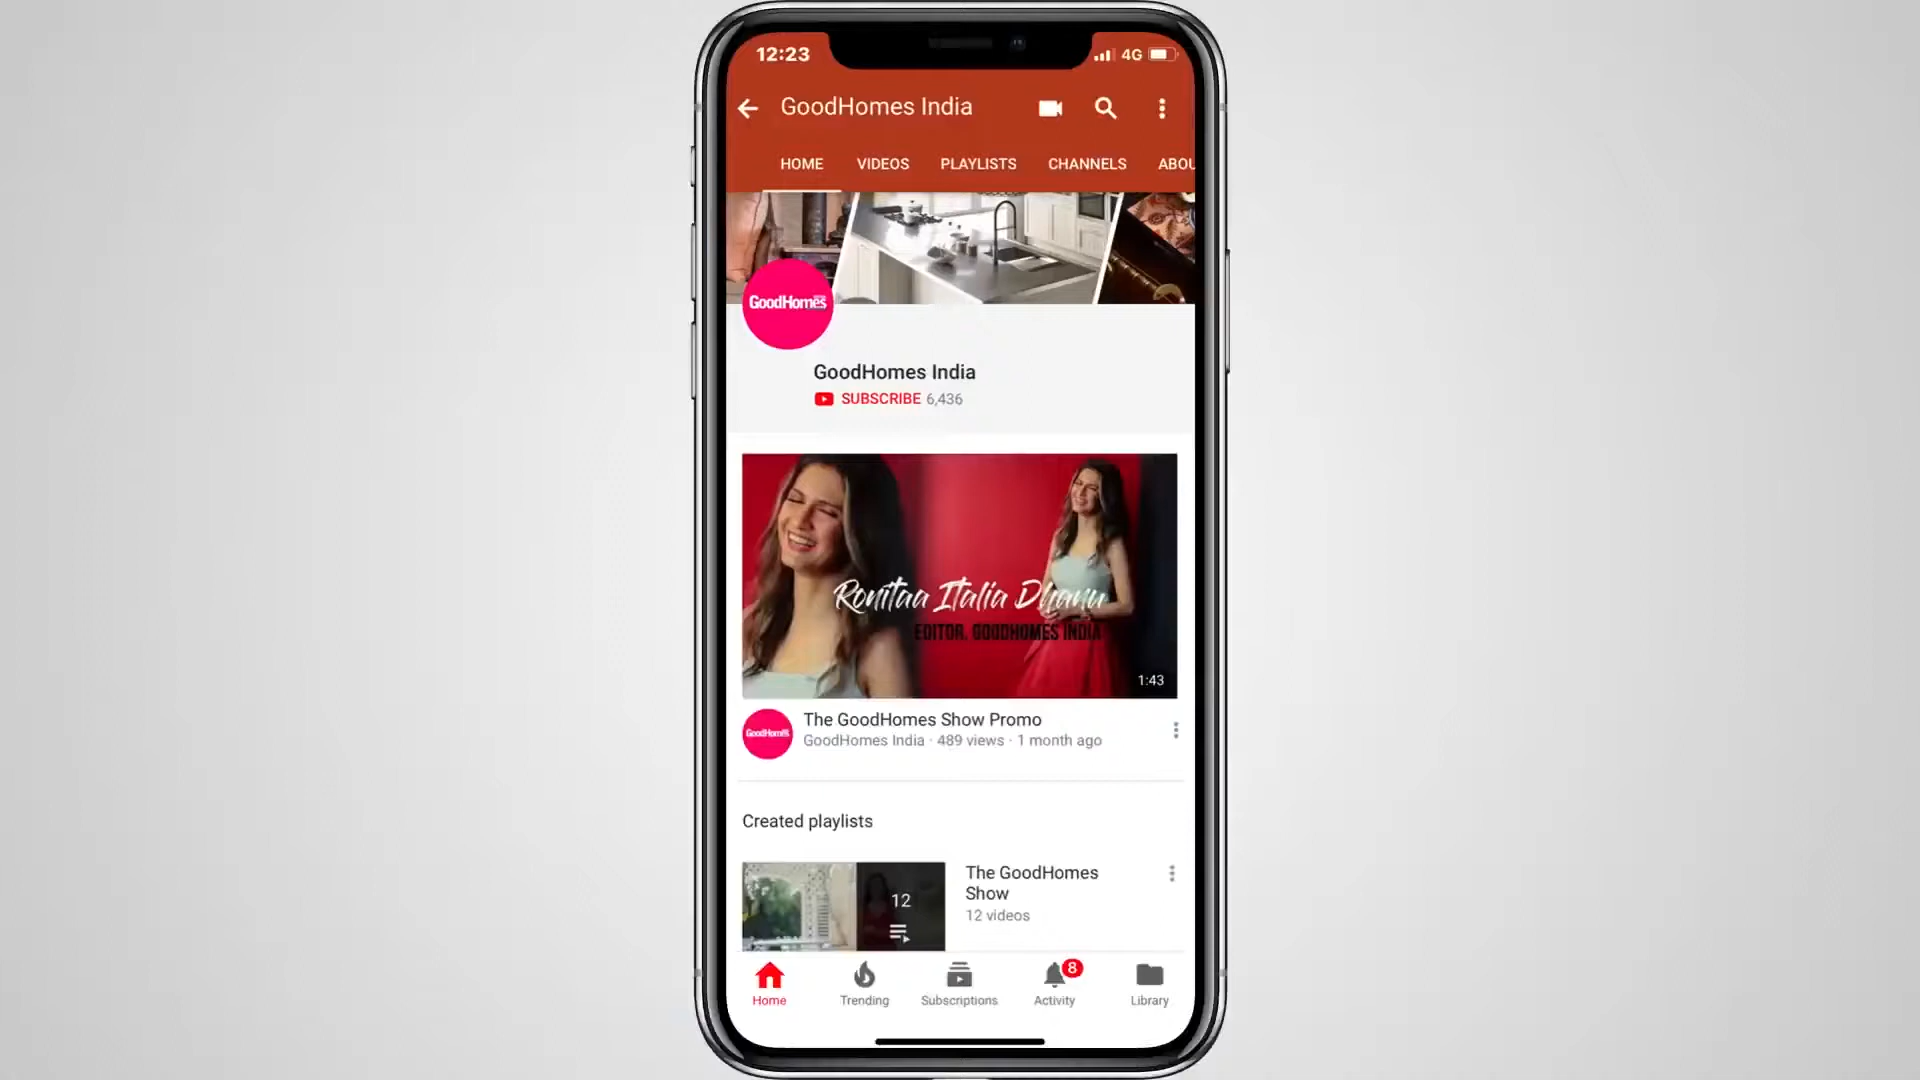 12:23
4G
GoodHomes India
HOME VIDEOS PLAYLISTS CHANNELS ABOU
GoodHomes
GoodHomes India
SUBSCRIBE 6,436
Ronitaa Italia Dhanu
EDITOR, GOODHOMES INDIA
1:43
GoodHomes
The GoodHomes Show Promo
GoodHomes India · 489 views · 1 month ago
Created playlists
12
The GoodHomes
Show
12 videos
8
Home Trending Subscriptions Activity Library